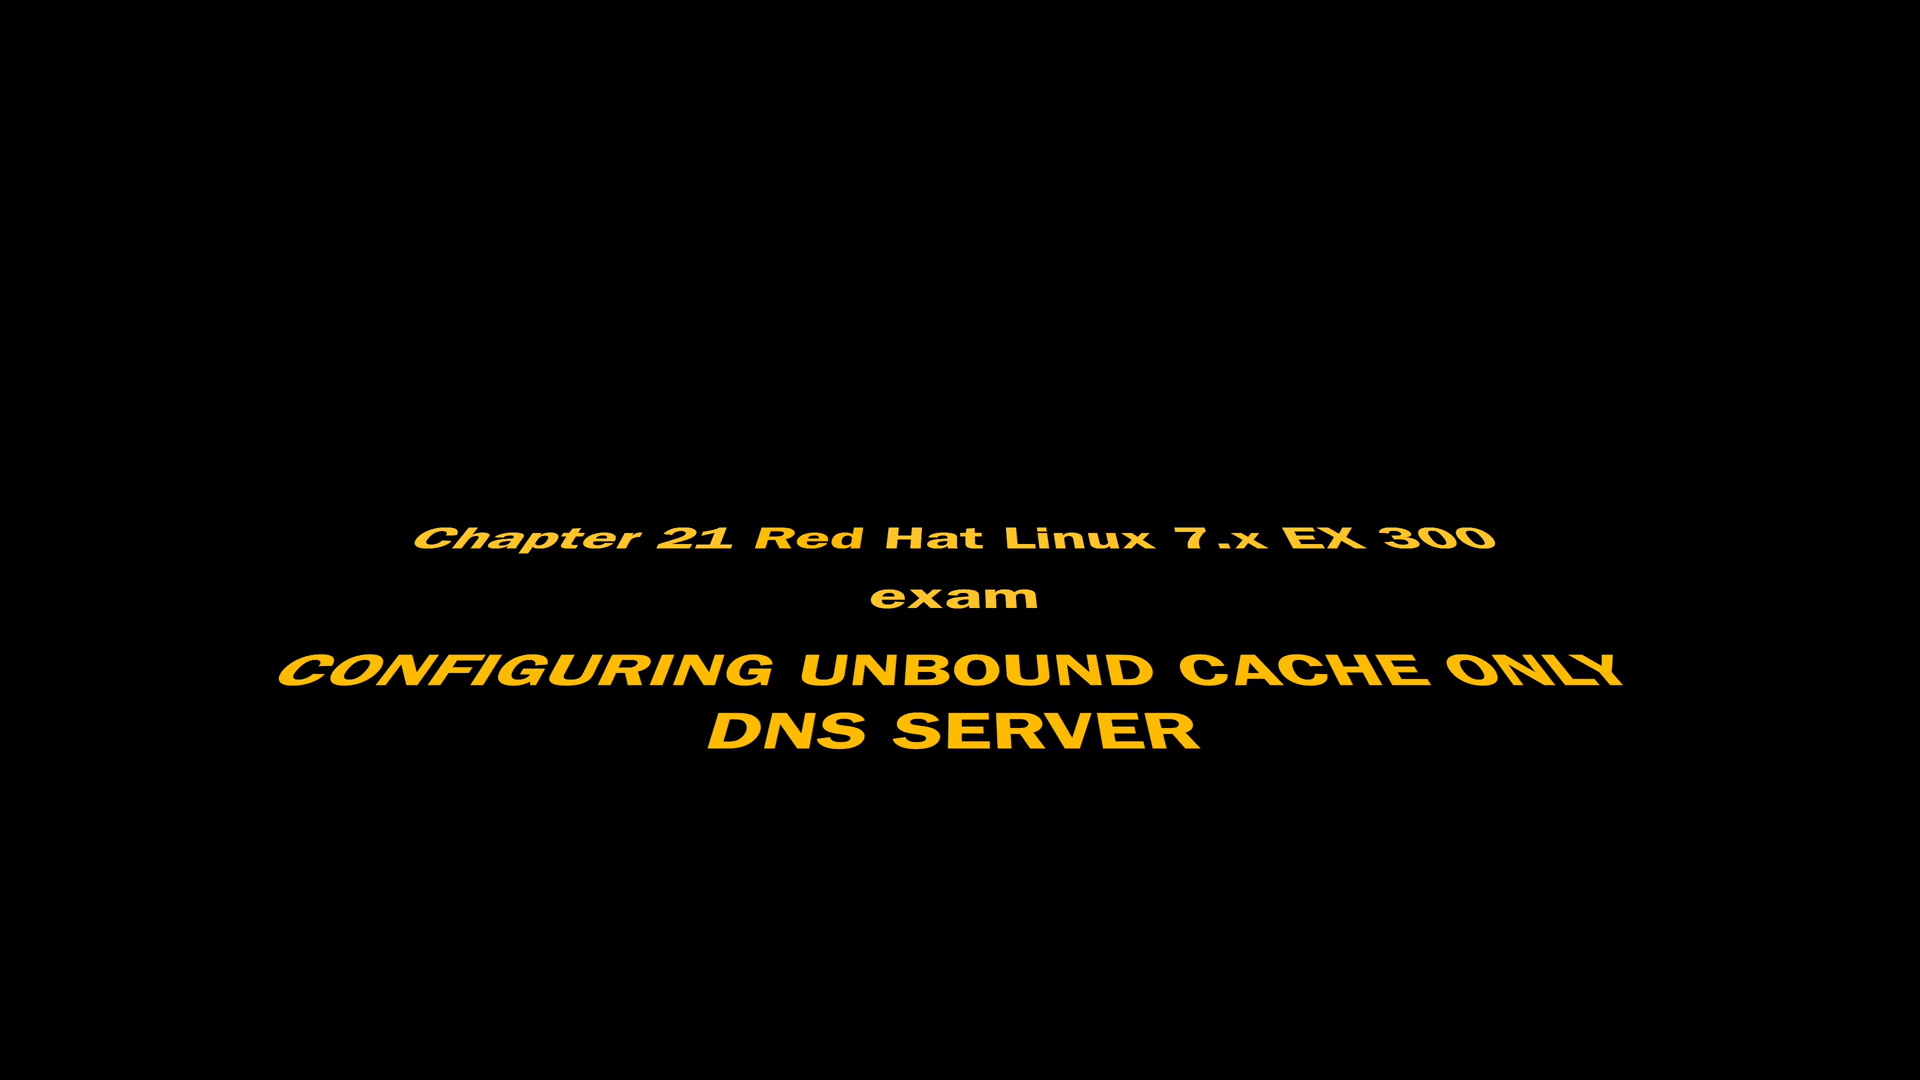 Chapter 21 Red Hat Linux 7.x EX 300
exam
CONFIGURING UNBOUND CACHE ONLY
DNS SERVER